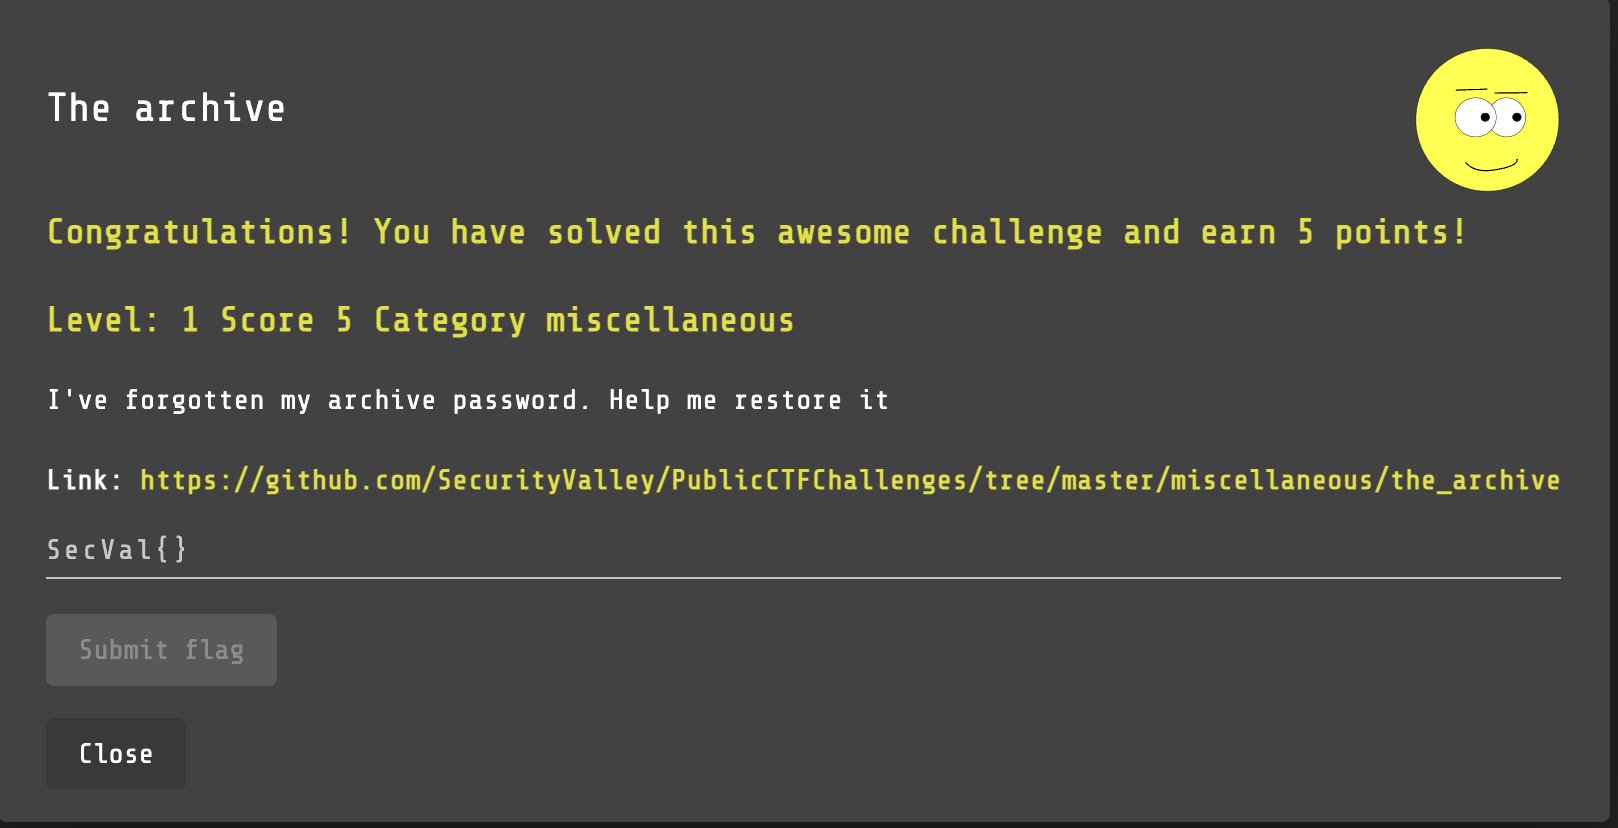 The archive
Congratulations! You have solved this awesome challenge and earn 5 points!
Level: 1 Score 5 Category miscellaneous
I've forgotten my archive password. Help me restore it
Link: https://github.com/SecurityValley/PublicCTFChallenges/tree/master/miscellaneous/the_archive
SecVal{}
Submit flag
Close